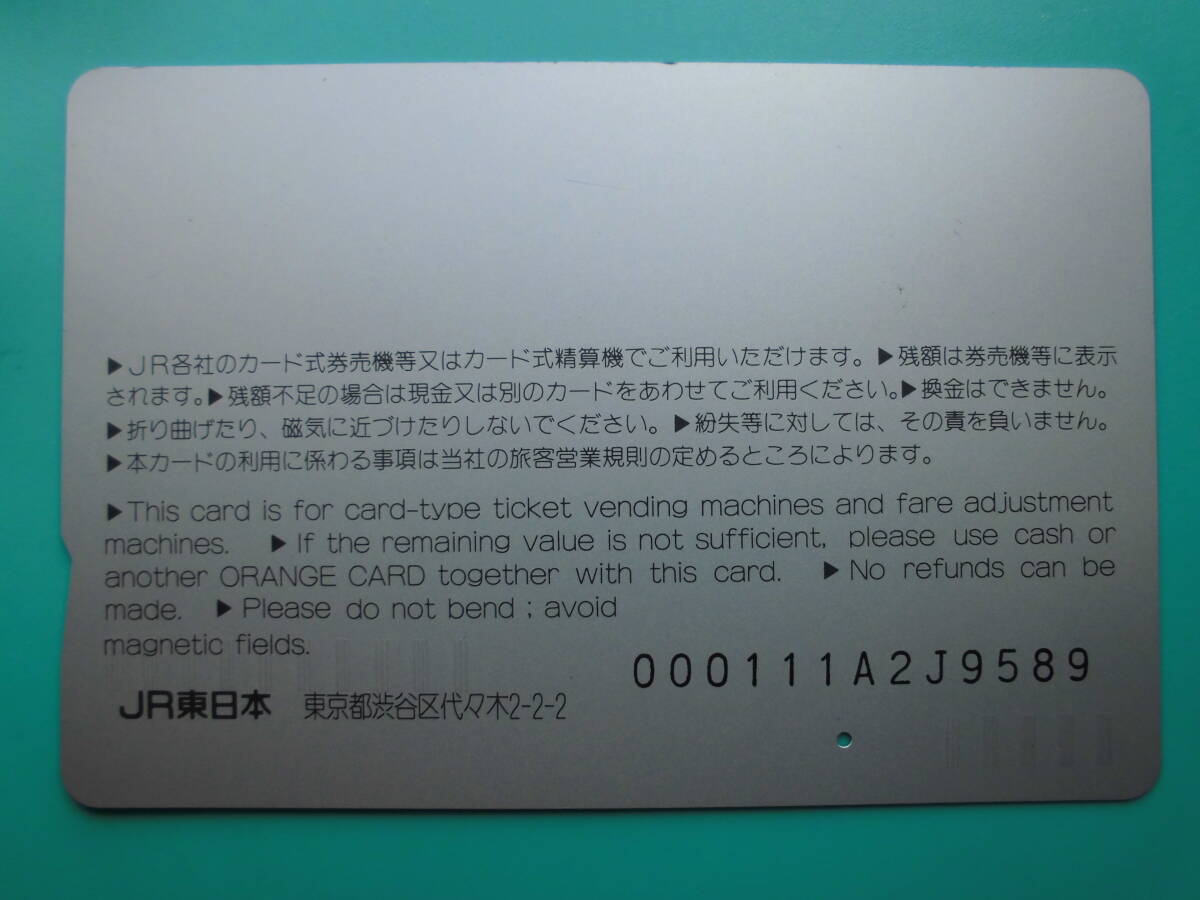 ▶JR各社のカード式券売機等又はカード式精算機でご利用いただけます。▶残額は券売機等に表示
されます。▶残額不足の場合は現金又は別のカードをあわせてご利用ください。▶換金はできません。
▶折り曲げたり、磁気に近づけたりしないでください。▶紛失等に対しては、その責を負いません。
▶本カードの利用に係わる事項は当社の旅客営業規則の定めるところによります。
▶This card is for card-type ticket vending machines and fare adjustment
machines. ▶If the remaining value is not sufficient, please use cash or
another ORANGE CARD together with this card. ▶No refunds can be
made. ▶Please do not bend ; avoid
magnetic fields.
000111A2J9589
JR東日本 東京都渋谷区代々木2-2-2